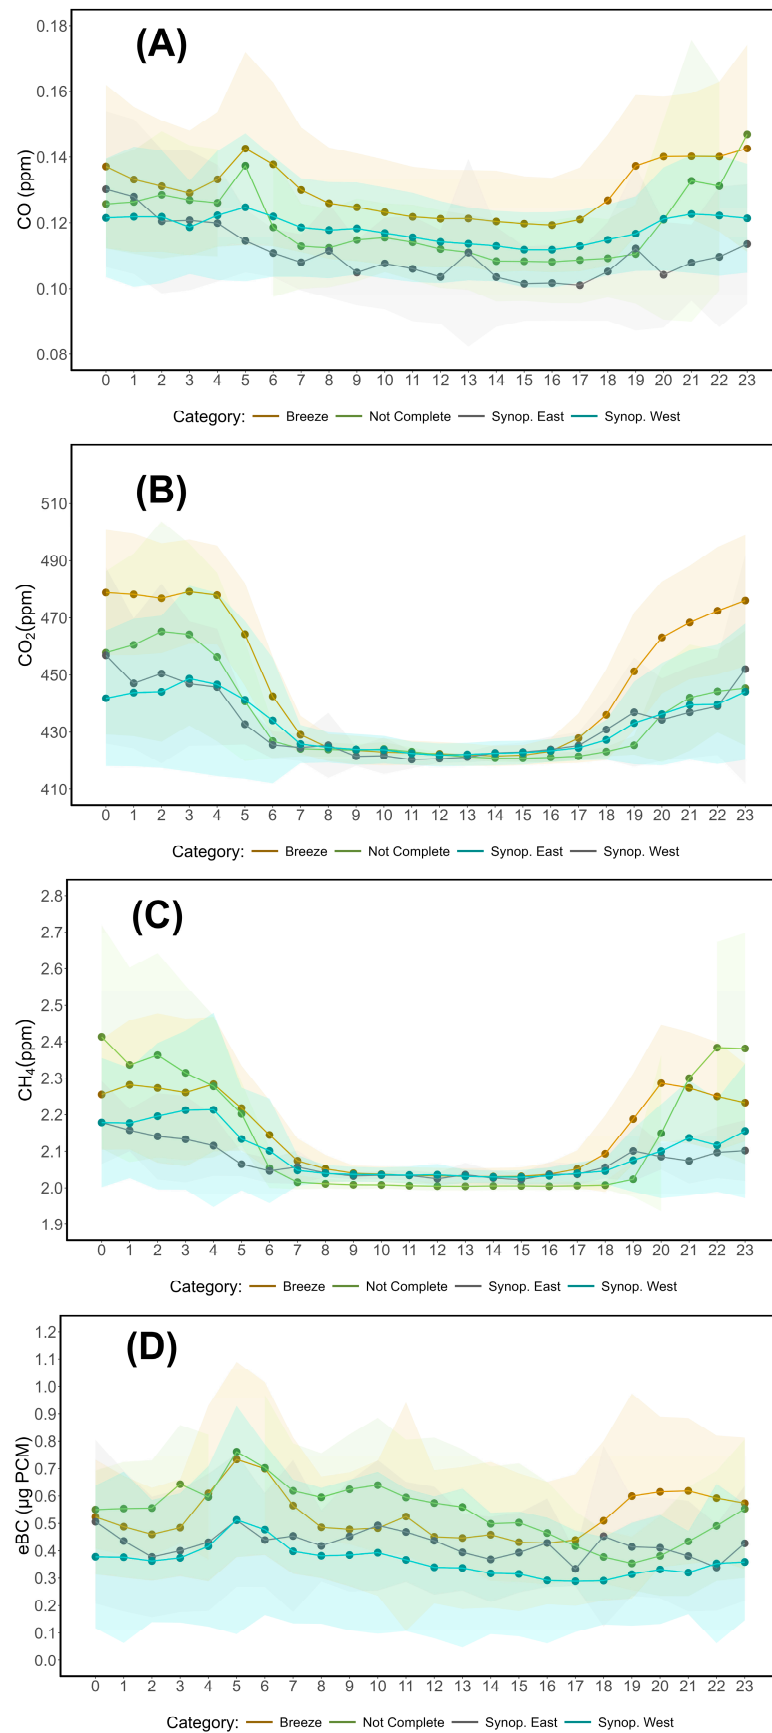 (A)
0.18
0.16
0.14
0.12
0.10
0.08
CO (ppm)
0 1 2 3 4 5 6 7 8 9 10 11 12 13 14 15 16 17 18 19 20 21 22 23
Category: Breeze Not Complete Synop. East Synop. West
(B)
510
490
470
450
430
410
CO₂(ppm)
0 1 2 3 4 5 6 7 8 9 10 11 12 13 14 15 16 17 18 19 20 21 22 23
Category: Breeze Not Complete Synop. East Synop. West
(C)
2.8
2.7
2.6
2.5
2.4
2.3
2.2
2.1
2.0
1.9
CH₄(ppm)
0 1 2 3 4 5 6 7 8 9 10 11 12 13 14 15 16 17 18 19 20 21 22 23
Category: Breeze Not Complete Synop. East Synop. West
(D)
1.2
1.1
1.0
0.9
0.8
0.7
0.6
0.5
0.4
0.3
0.2
0.1
0.0
eBC (µg PCM)
0 1 2 3 4 5 6 7 8 9 10 11 12 13 14 15 16 17 18 19 20 21 22 23
Category: Breeze Not Complete Synop. East Synop. West